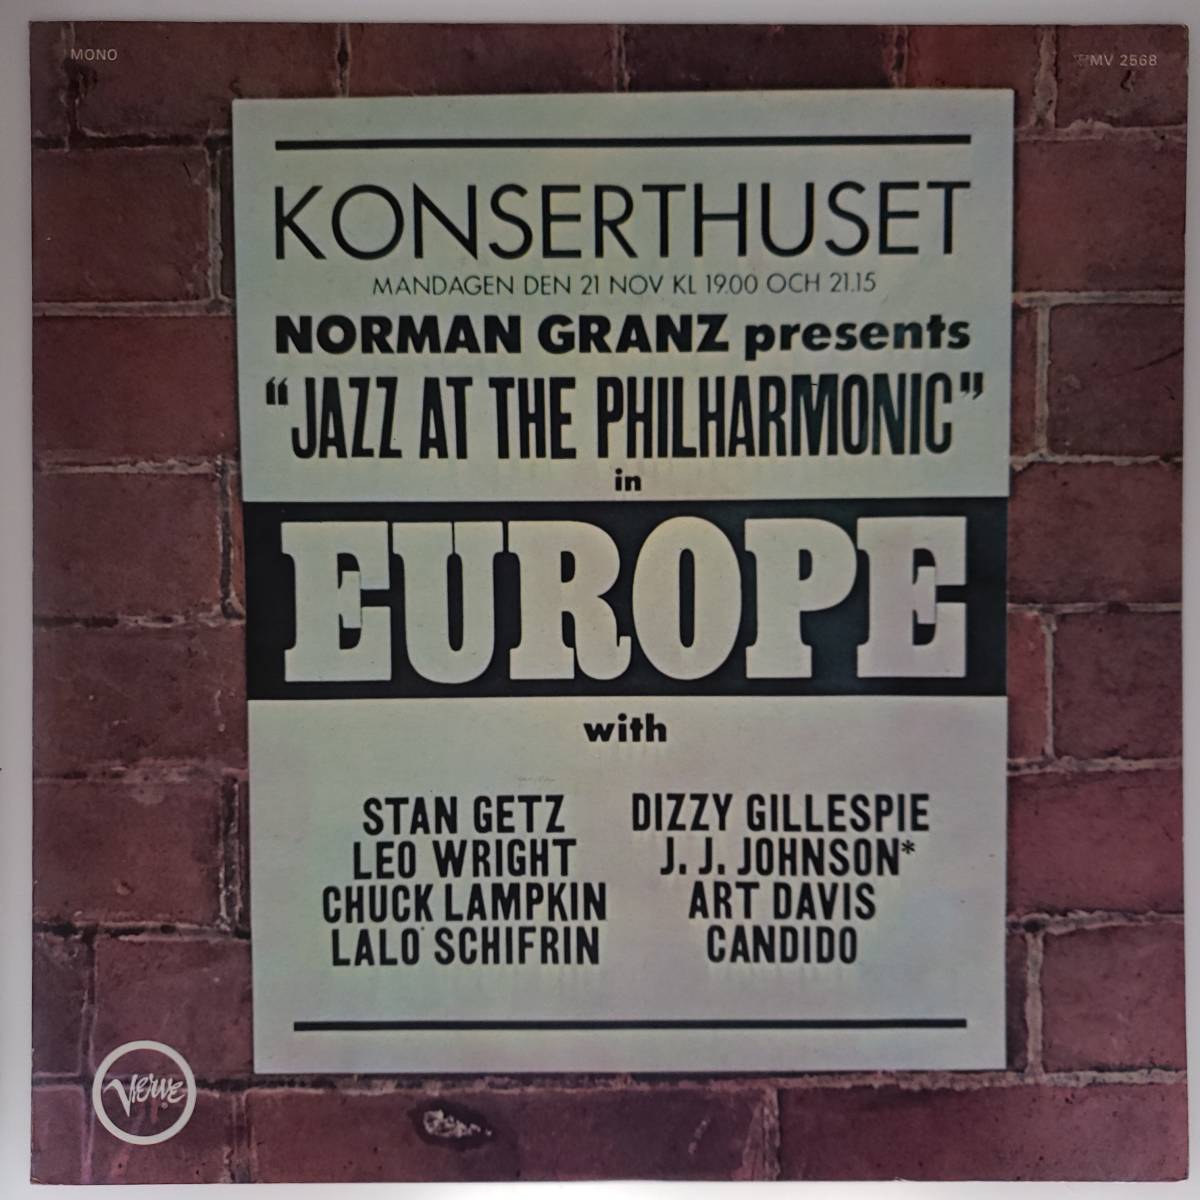 MONO
MV 2568
KONSERTHUSET
MANDAGEN DEN 21 NOV KL 19.00 OCH 21.15
NORMAN GRANZ presents
"JAZZ AT THE PHILHARMONIC"
in
EUROPE
with
STAN GETZ DIZZY GILLESPIE
LEO WRIGHT J. J. JOHNSON*
CHUCK LAMPKIN ART DAVIS
LALO SCHIFRIN CANDIDO
Verve